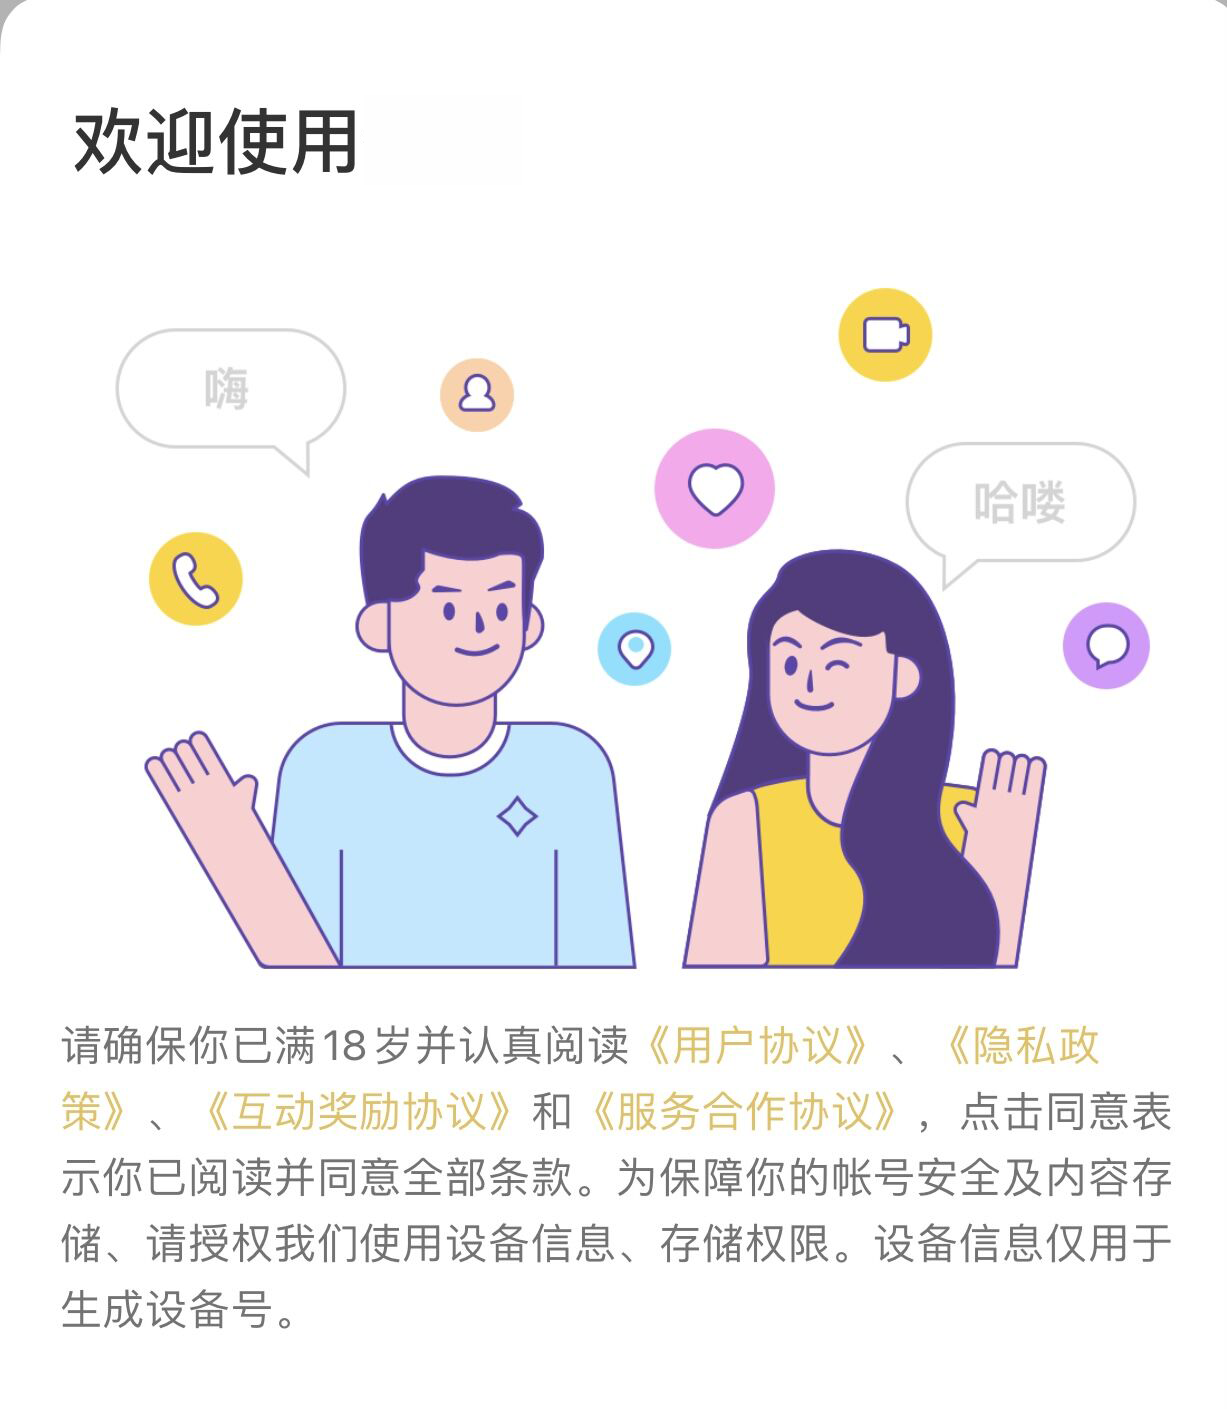 欢迎使用
嗨
哈喽
请确保你已满18岁并认真阅读《用户协议》、《隐私政
策》、《互动奖励协议》和《服务合作协议》，点击同意表
示你已阅读并同意全部条款。为保障你的帐号安全及内容存
储、请授权我们使用设备信息、存储权限。设备信息仅用于
生成设备号。